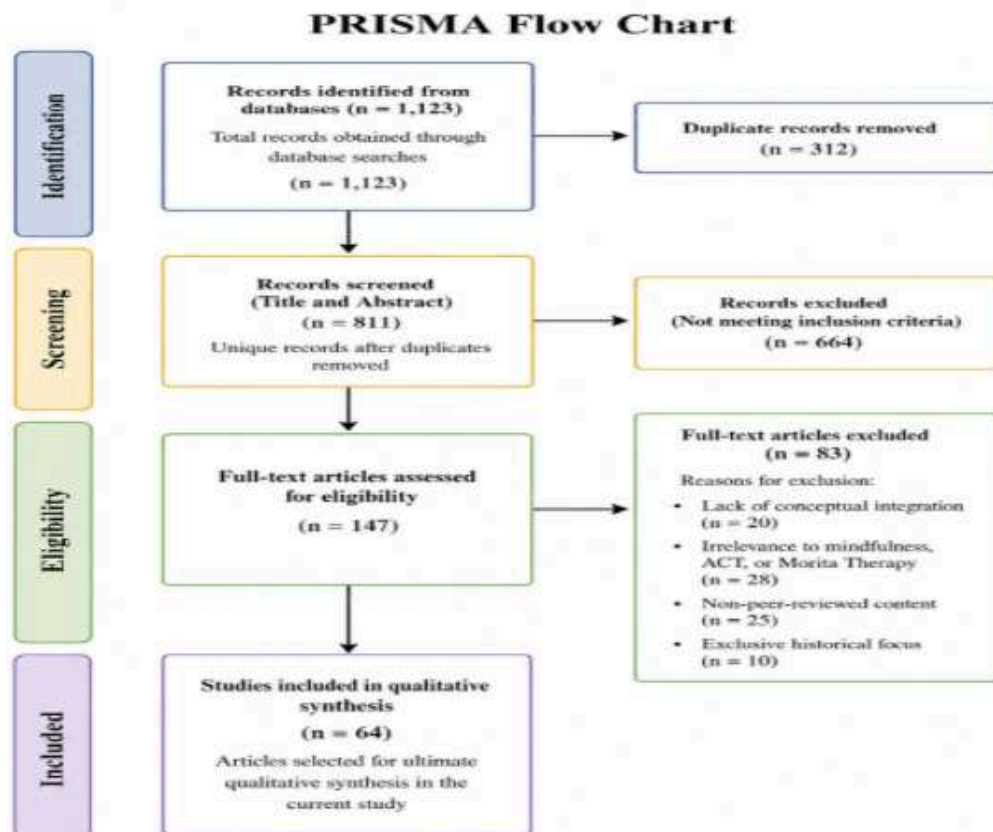 PRISMA Flow Chart
Identification
Records identified from
databases (n = 1,123)
Total records obtained through
database searches
(n = 1,123)
Duplicate records removed
(n = 312)
Screening
Records screened
(Title and Abstract)
(n = 811)
Unique records after duplicates
removed
Records excluded
(Not meeting inclusion criteria)
(n = 664)
Eligibility
Full-text articles assessed
for eligibility
(n = 147)
Full-text articles excluded
(n = 83)
Reasons for exclusion:
• Lack of conceptual integration
(n = 20)
• Irrelevance to mindfulness,
ACT, or Morita Therapy
(n = 28)
• Non-peer-reviewed content
(n = 25)
• Exclusive historical focus
(n = 10)
Included
Studies included in qualitative
synthesis
(n = 64)
Articles selected for ultimate
qualitative synthesis in the
current study